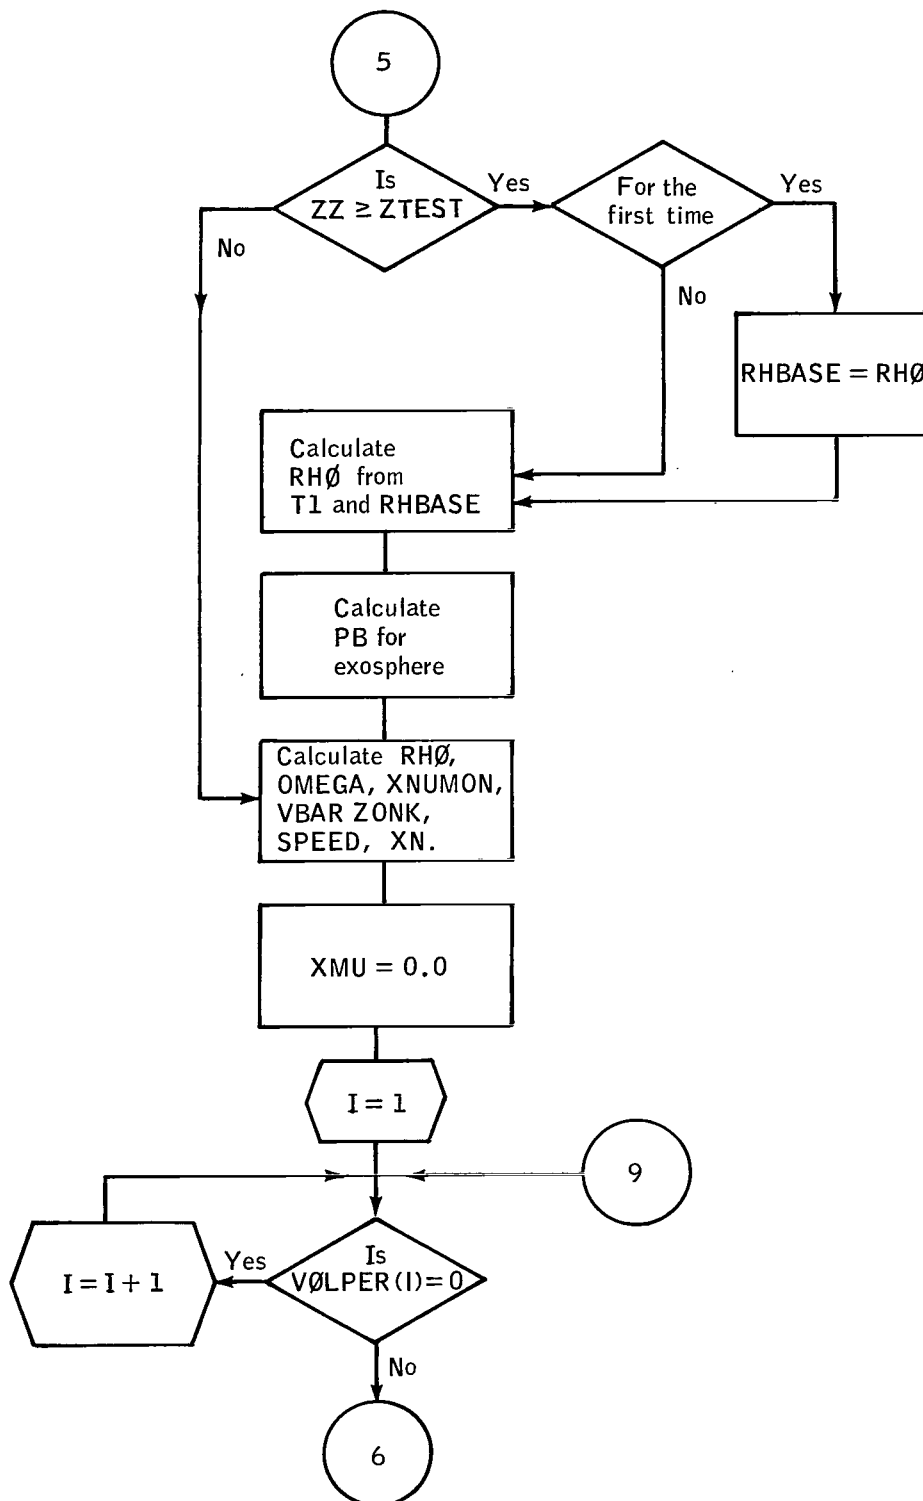 5
Is
ZZ ≥ ZTEST
Yes
For the
first time
Yes
No
No
RHBASE = RHØ
Calculate
RHØ from
T1 and RHBASE
Calculate
PB for
exosphere
Calculate RHØ,
OMEGA, XNUMON,
VBAR ZONK,
SPEED, XN.
XMU = 0.0
I = 1
9
Is
VØLPER(I) = 0
Yes
I = I + 1
No
6